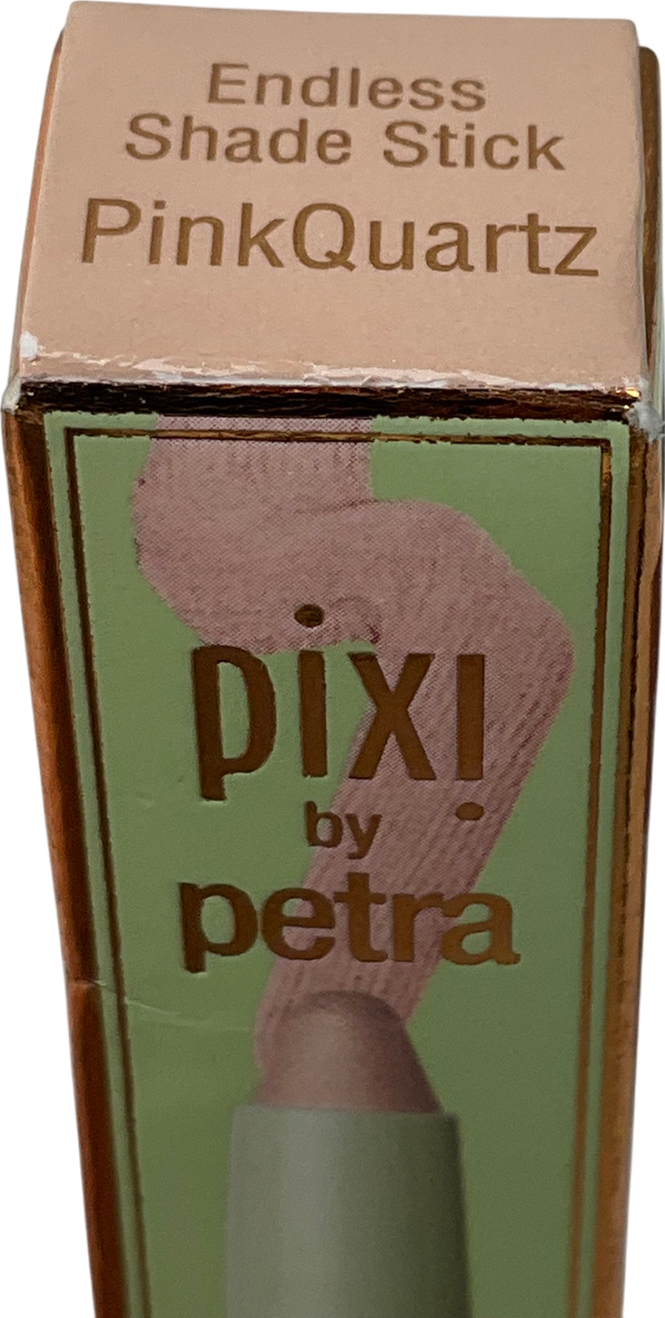 Endless
Shade Stick
PinkQuartz
pixi
by
petra